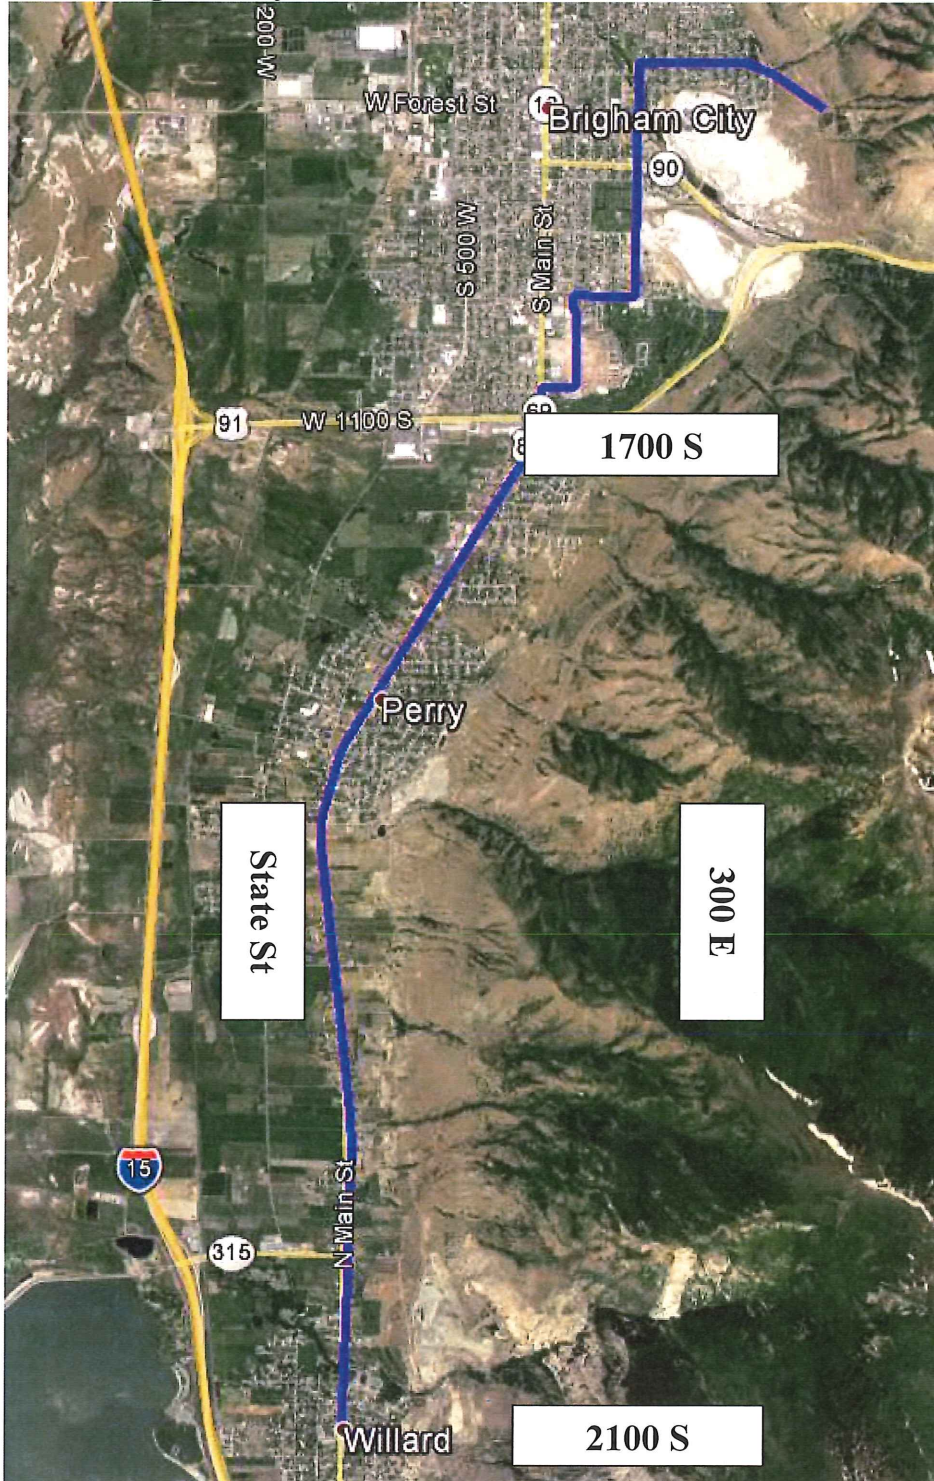 200 W
W Forest St
Brigham City
90
S 500 W
S Main St
91
W 1100 S
1700 S
Perry
State St
300 E
15
N Main St
315
Willard
2100 S